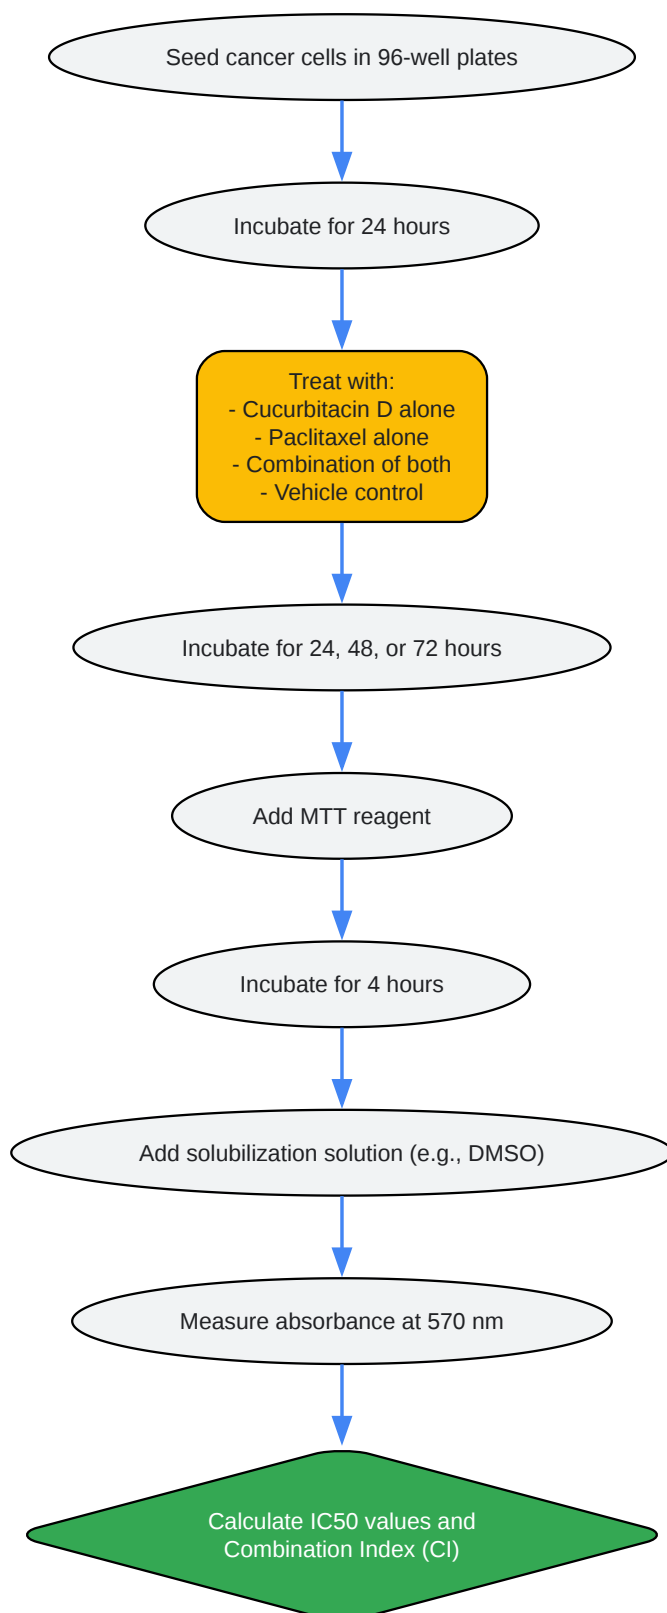 Seed cancer cells in 96-well plates
Incubate for 24 hours
Treat with:
- Cucurbitacin D alone
- Paclitaxel alone
- Combination of both
- Vehicle control
Incubate for 24, 48, or 72 hours
Add MTT reagent
Incubate for 4 hours
Add solubilization solution (e.g., DMSO)
Measure absorbance at 570 nm
Calculate IC50 values and
Combination Index (CI)